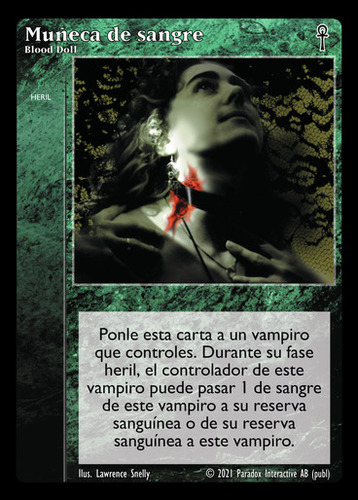 Muñeca de sangre
Blood Doll
HERIL
Ponle esta carta a un vampiro
que controles. Durante su fase
heril, el controlador de este
vampiro puede pasar 1 de sangre
de este vampiro a su reserva
sanguínea o de su reserva
sanguínea a este vampiro.
Ilus. Lawrence Snelly © 2021 Paradox Interactive AB (publ)